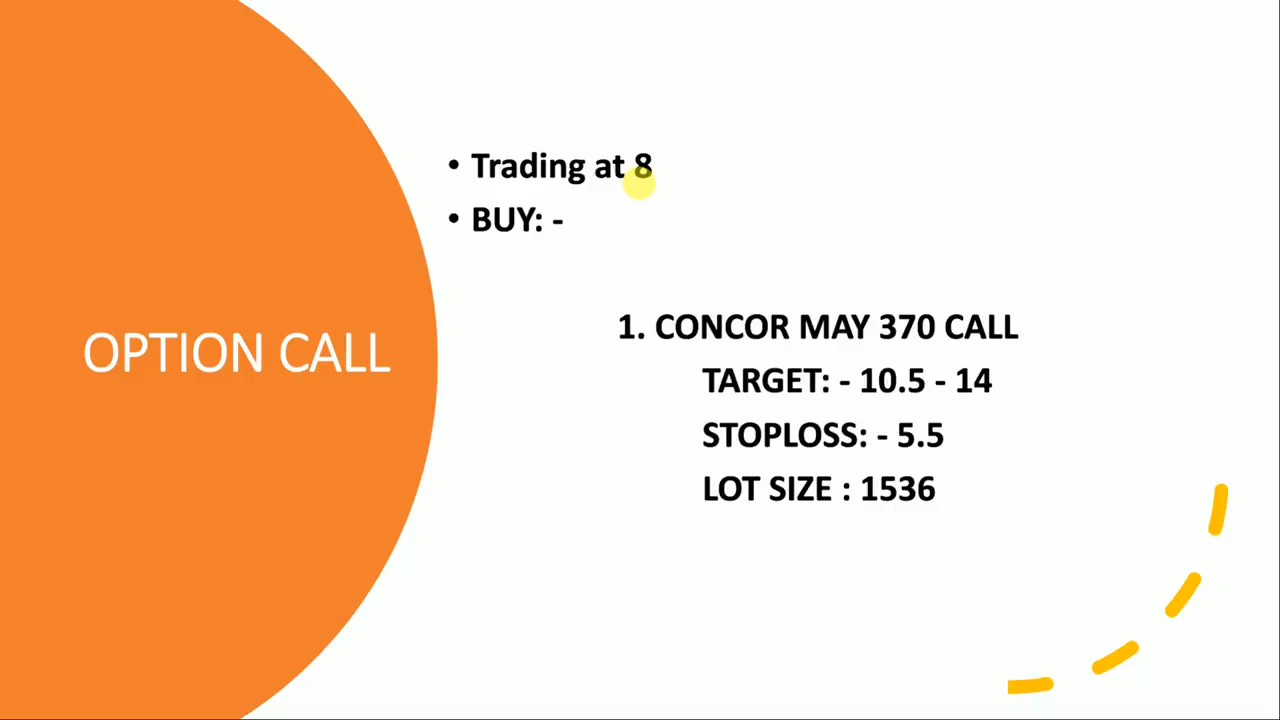 OPTION CALL
• Trading at 8
• BUY: -
1. CONCOR MAY 370 CALL
TARGET: - 10.5 - 14
STOPLOSS: - 5.5
LOT SIZE : 1536